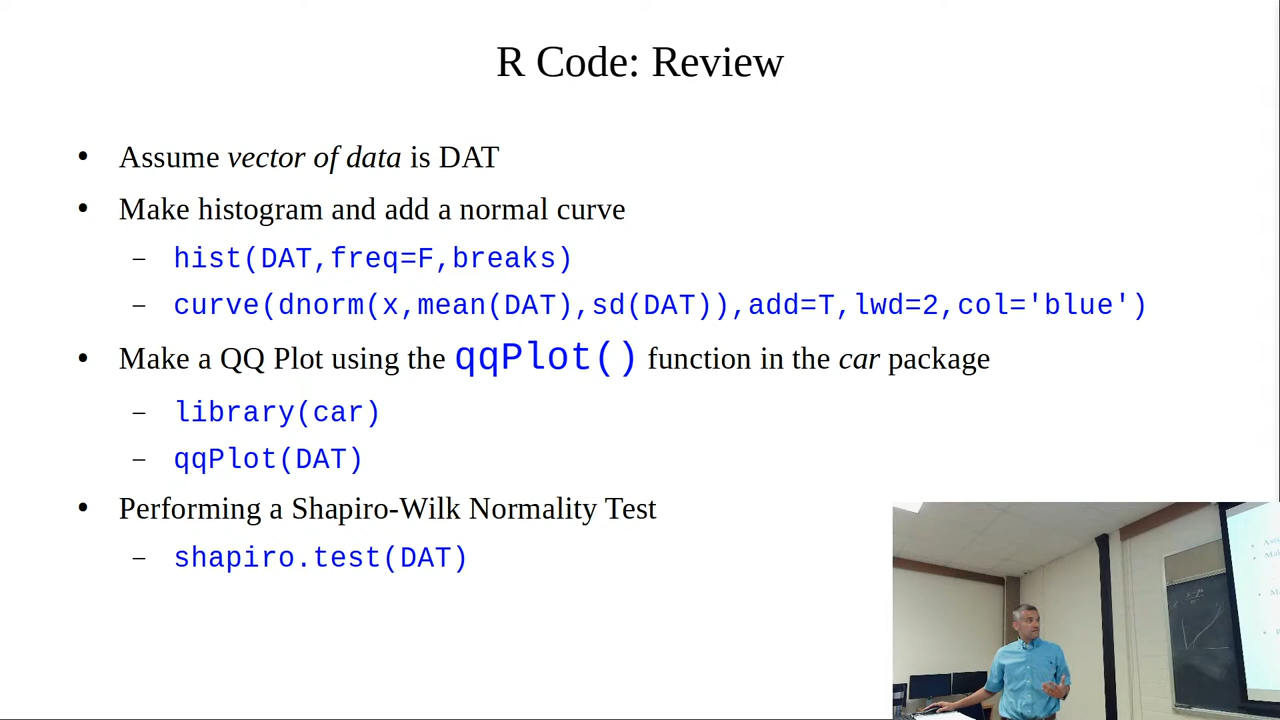 R Code: Review
• Assume vector of data is DAT
• Make histogram and add a normal curve
– hist(DAT,freq=F,breaks)
– curve(dnorm(x,mean(DAT),sd(DAT)),add=T,lwd=2,col='blue')
• Make a QQ Plot using the qqPlot() function in the car package
– library(car)
– qqPlot(DAT)
• Performing a Shapiro-Wilk Normality Test
– shapiro.test(DAT)